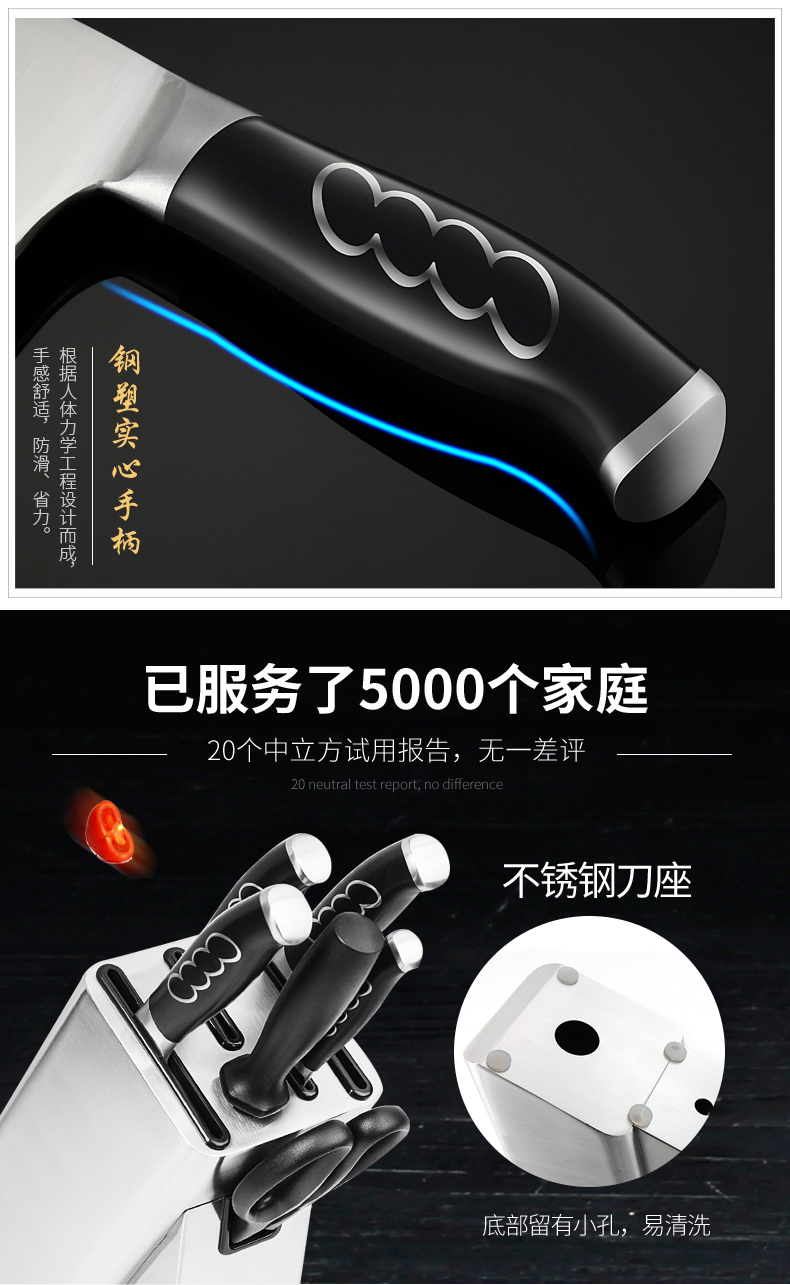 钢塑实心手柄
根据人体力学工程设计而成,
手感舒适，防滑、省力。
已服务了5000个家庭
20个中立方试用报告，无一差评
20 neutral test report, no difference
不锈钢刀座
底部留有小孔，易清洗